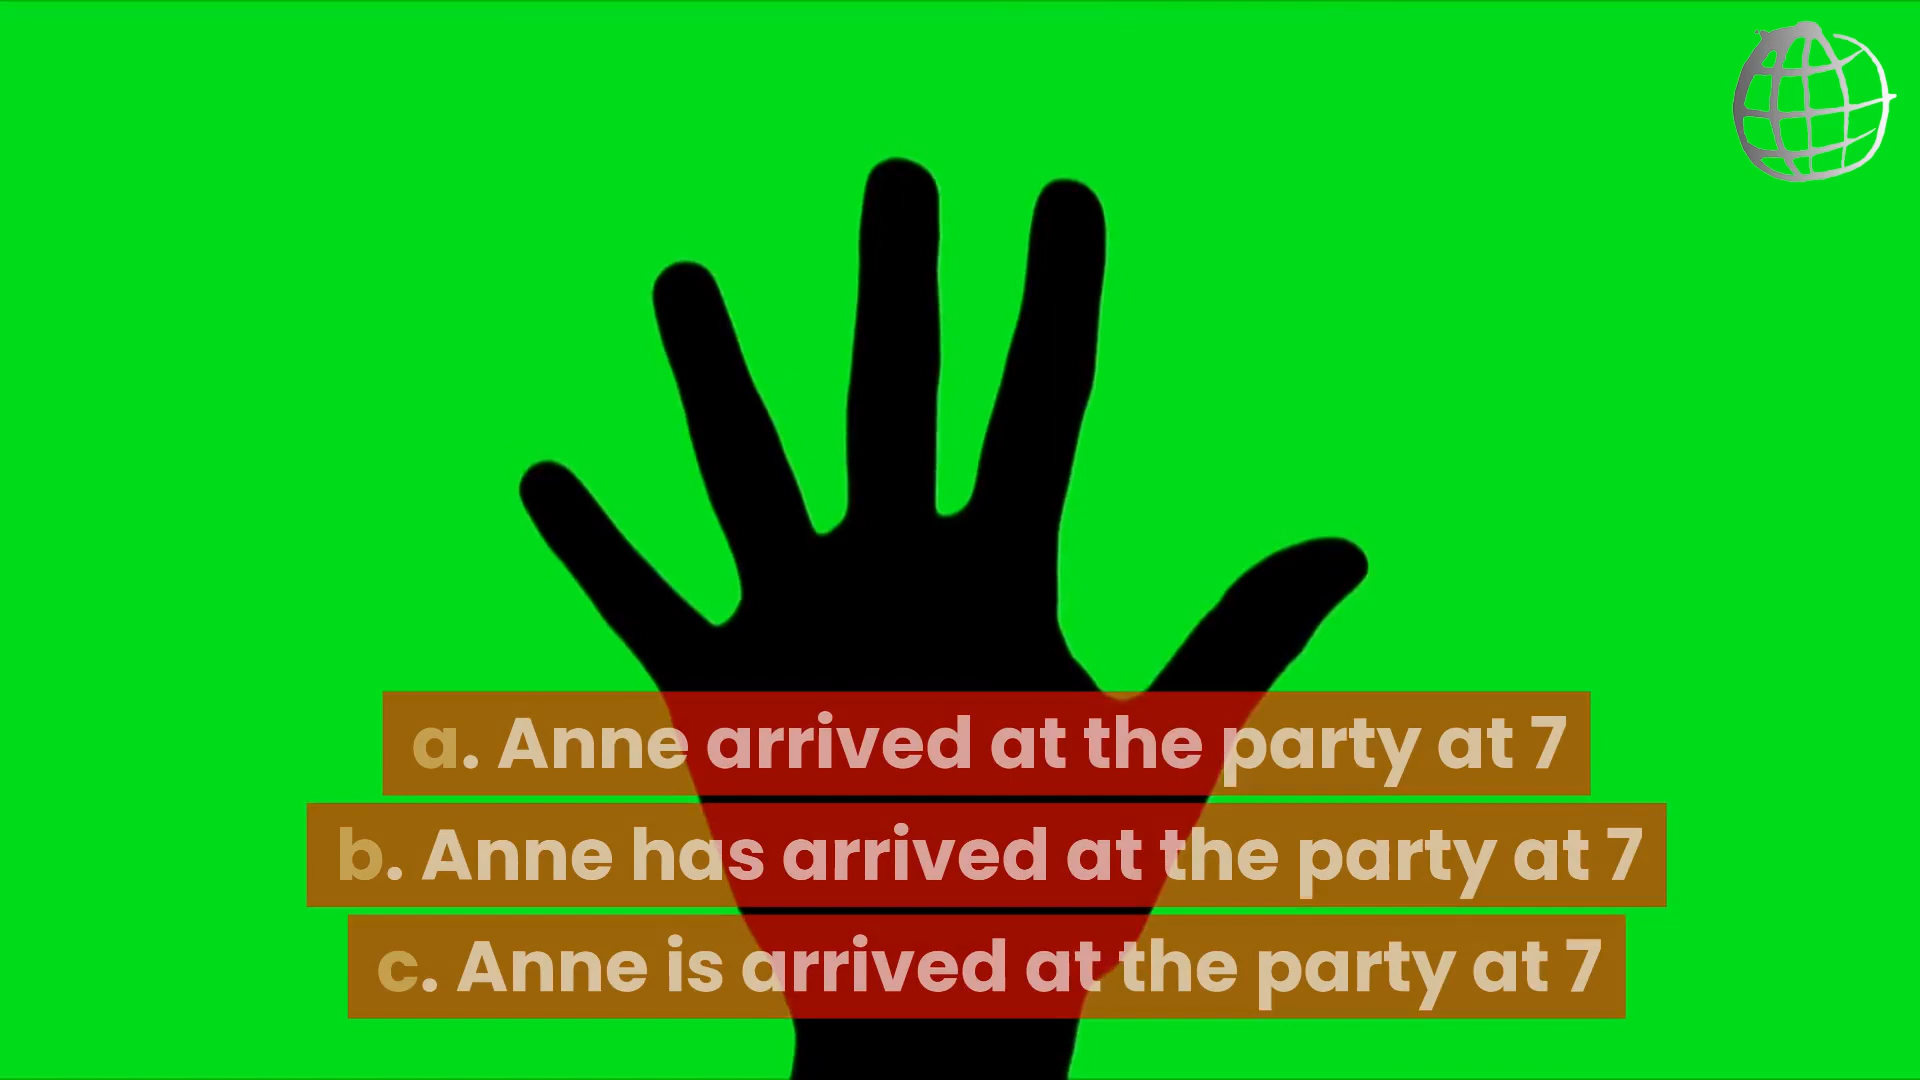 a. Anne arrived at the party at 7
b. Anne has arrived at the party at 7
c. Anne is arrived at the party at 7